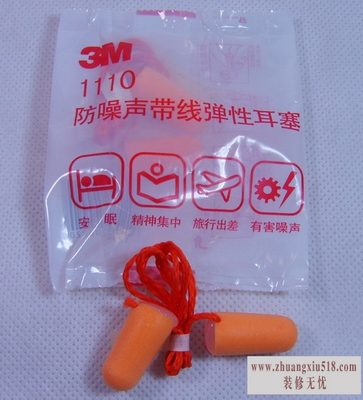 3M
1110
防噪声带线弹性耳塞
安眠 精神集中 旅行出差 有害噪声
www.zhuangxiu518.com
装修无忧